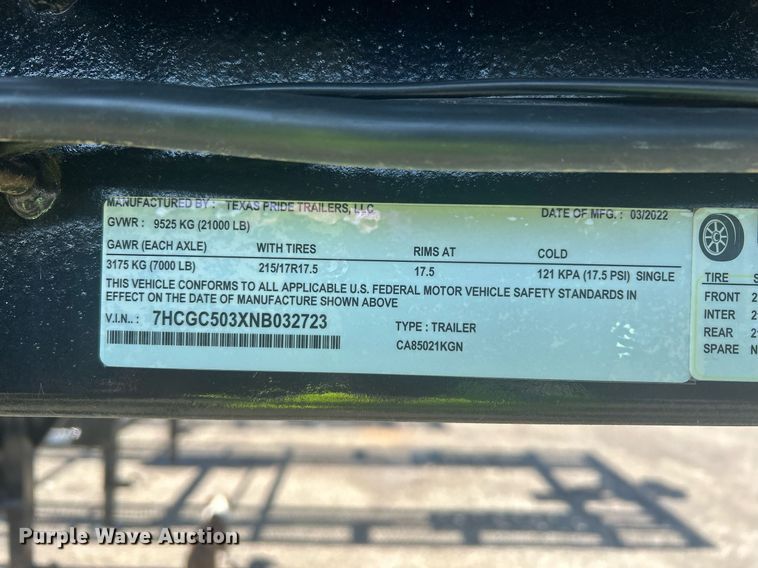 MANUFACTURED BY : TEXAS PRIDE TRAILERS, LLC DATE OF MFG. : 03/2022
GVWR : 9525 KG (21000 LB)
GAWR (EACH AXLE) WITH TIRES RIMS AT COLD
3175 KG (7000 LB) 215/17R17.5 17.5 121 KPA (17.5 PSI) SINGLE
THIS VEHICLE CONFORMS TO ALL APPLICABLE U.S. FEDERAL MOTOR VEHICLE SAFETY STANDARDS IN
EFFECT ON THE DATE OF MANUFACTURE SHOWN ABOVE
V.I.N.. : 7HCGC503XNB032723 TYPE : TRAILER
CA85021KGN
TIRE S
FRONT 2
INTER 2
REAR 2
SPARE N
Purple Wave Auction